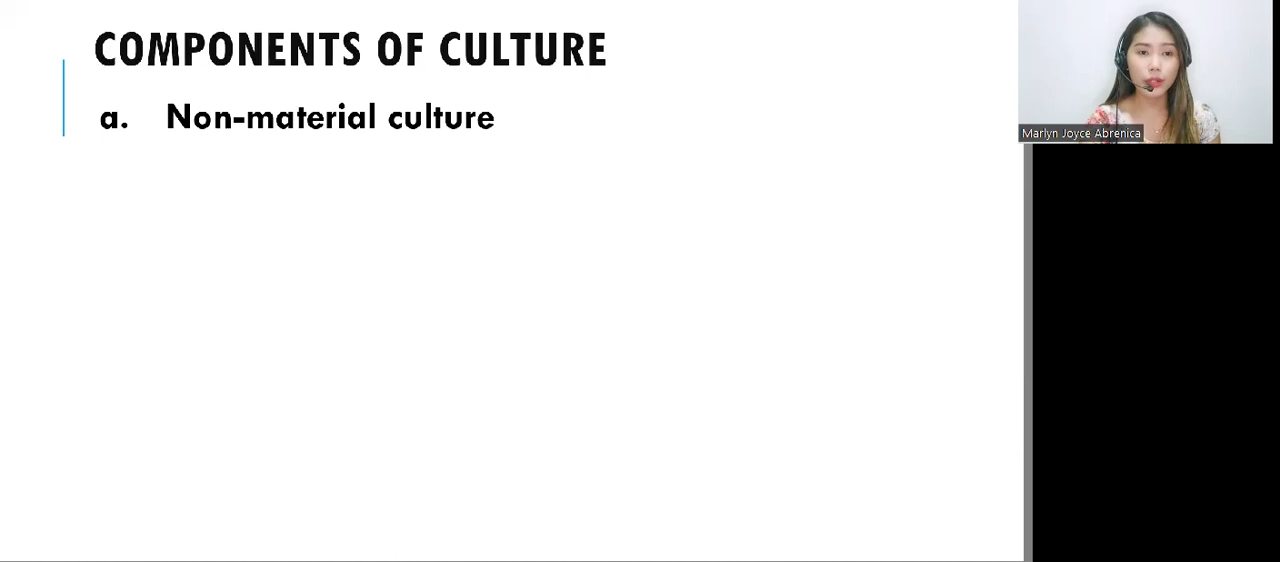 COMPONENTS OF CULTURE
a. Non-material culture
Marlyn Joyce Abrenica